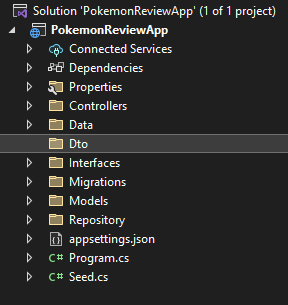 Solution 'PokemonReviewApp' (1 of 1 project)
PokemonReviewApp
Connected Services
Dependencies
Properties
Controllers
Data
Dto
Interfaces
Migrations
Models
Repository
appsettings.json
C# Program.cs
C# Seed.cs